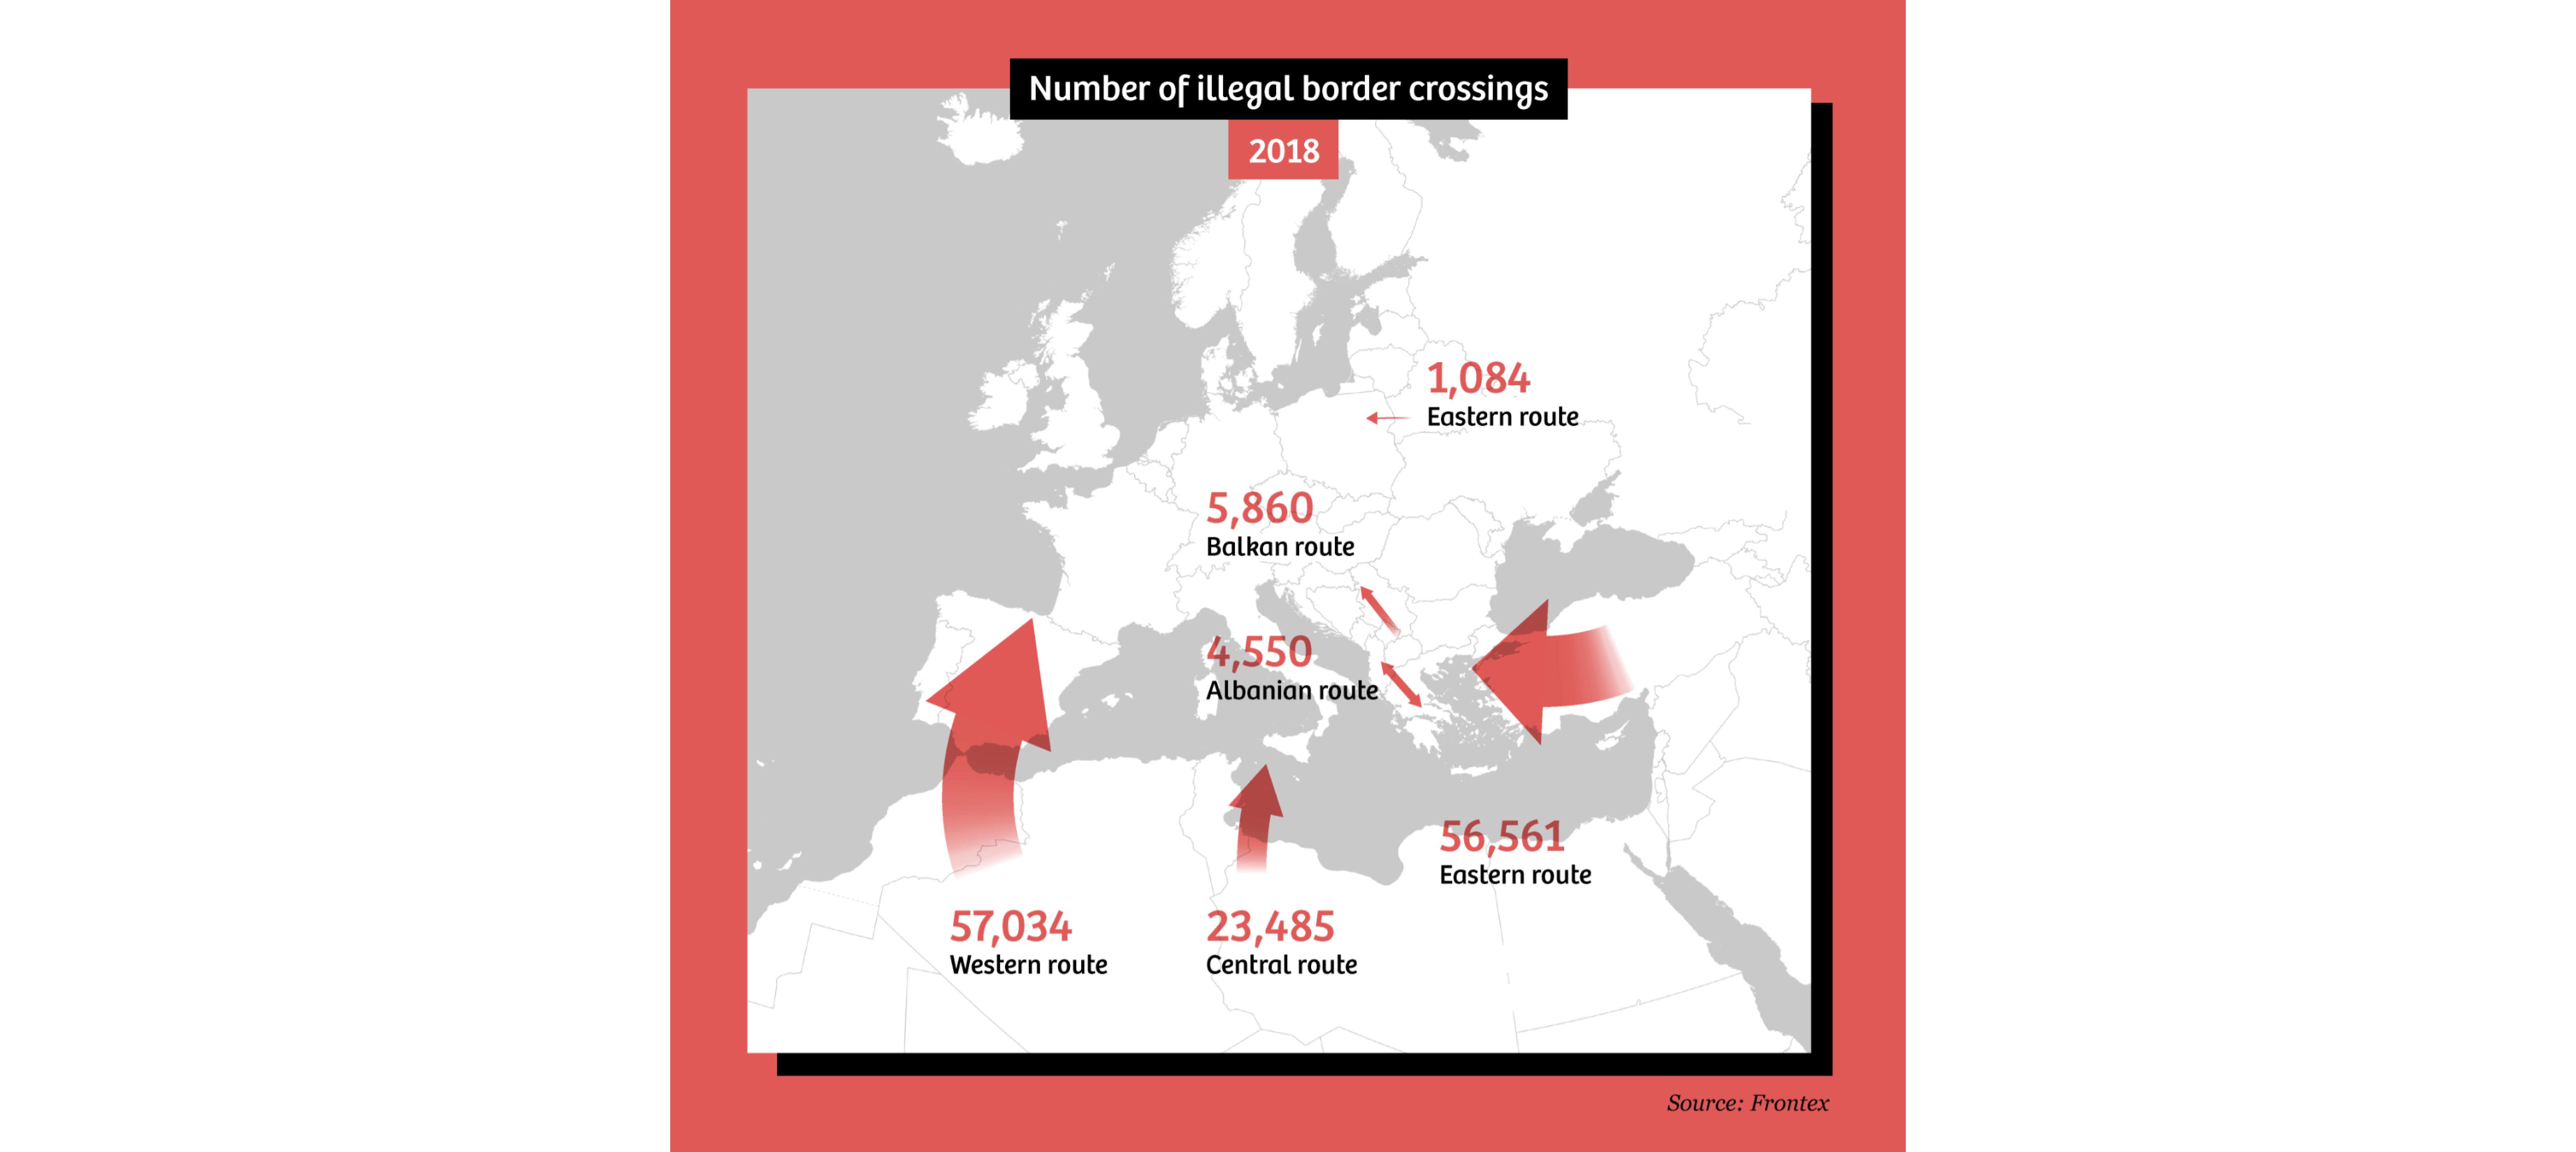 Number of illegal border crossings
2018
1,084
Eastern route
5,860
Balkan route
4,550
Albanian route
56,561
Eastern route
57,034
Western route
23,485
Central route
Source: Frontex